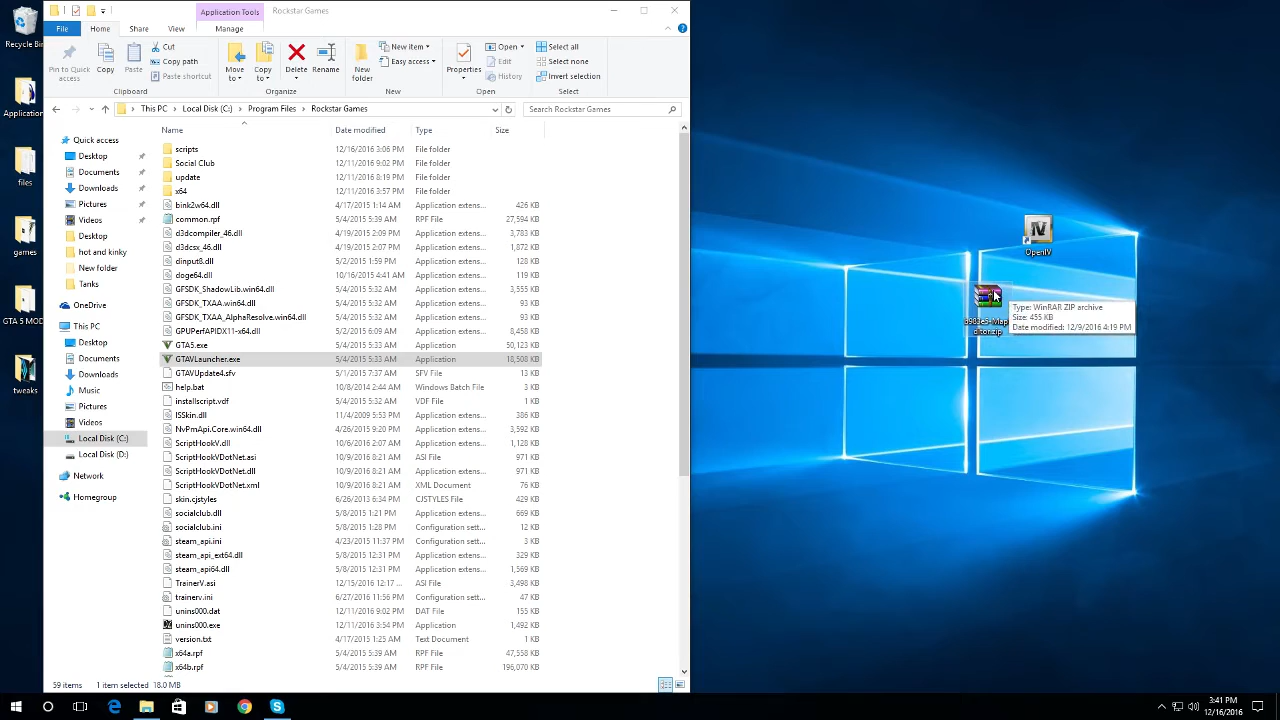 Application Tools Rockstar Games
File Home Share View Manage
Pin to Quick access
Copy
Paste
Cut
Copy path
Paste shortcut
Clipboard
Move to
Copy to
Delete
Rename
Organize
New folder
New item
Easy access
New
Properties
Open
Edit
History
Open
Select all
Select none
Invert selection
Select
This PC Local Disk (C:) Program Files Rockstar Games
Search Rockstar Games
Name Date modified Type Size
Quick access
Desktop
Documents
Downloads
Pictures
Videos
Desktop
hot and kinky
New folder
Tanks
OneDrive
This PC
Desktop
Documents
Downloads
Music
Pictures
Videos
Local Disk (C:)
Local Disk (D:)
Network
Homegroup
scripts 12/16/2016 3:06 PM File folder
Social Club 12/11/2016 9:02 PM File folder
update 12/11/2016 8:19 PM File folder
x64 12/11/2016 3:57 PM File folder
bink2w64.dll 4/17/2015 1:14 AM Application extens... 426 KB
common.rpf 5/4/2015 5:39 AM RPF File 27,594 KB
d3dcompiler_46.dll 4/19/2015 2:09 PM Application extens... 3,783 KB
d3dcsx_46.dll 4/19/2015 2:07 PM Application extens... 1,872 KB
dinput8.dll 5/2/2015 1:59 PM Application extens... 128 KB
doge64.dll 10/16/2015 4:41 AM Application extens... 119 KB
GFSDK_ShadowLib.win64.dll 5/4/2015 5:33 AM Application extens... 3,555 KB
GFSDK_TXAA.win64.dll 5/4/2015 5:33 AM Application extens... 93 KB
GFSDK_TXAA_AlphaResolve.win64.dll 5/4/2015 5:33 AM Application extens... 93 KB
GPUPerfAPIDX11-x64.dll 5/2/2015 6:09 AM Application extens... 8,458 KB
GTA5.exe 5/4/2015 5:33 AM Application 50,123 KB
GTAVLauncher.exe 5/4/2015 5:33 AM Application 18,508 KB
GTAVUpdate4.sfv 5/1/2015 7:37 AM SFV File 13 KB
help.bat 10/8/2014 2:44 AM Windows Batch File 3 KB
installscript.vdf 5/4/2015 5:32 AM VDF File 1 KB
ISSkin.dll 11/4/2009 5:53 PM Application extens... 386 KB
NvPmApi.Core.win64.dll 4/26/2015 9:20 PM Application extens... 3,592 KB
ScriptHookV.dll 10/6/2016 2:07 AM Application extens... 1,128 KB
ScriptHookVDotNet.asi 10/9/2016 8:21 AM ASI File 971 KB
ScriptHookVDotNet.dll 10/9/2016 8:21 AM Application extens... 971 KB
ScriptHookVDotNet.xml 10/9/2016 8:21 AM XML Document 76 KB
skin.cjstyles 6/26/2013 6:34 PM CJSTYLES File 429 KB
socialclub.dll 5/8/2015 1:21 PM Application extens... 669 KB
socialclub.ini 5/8/2015 1:28 PM Configuration sett... 12 KB
steam_api.ini 4/23/2015 11:37 PM Configuration sett... 3 KB
steam_api_ext64.dll 5/8/2015 12:31 PM Application extens... 329 KB
steam_api64.dll 5/8/2015 12:31 PM Application extens... 1,569 KB
TrainerV.asi 12/15/2016 12:17 ... ASI File 3,498 KB
trainerv.ini 6/27/2016 11:56 PM Configuration sett... 47 KB
unins000.dat 12/11/2016 9:02 PM DAT File 155 KB
unins000.exe 12/11/2016 3:54 PM Application 1,492 KB
version.txt 4/17/2015 1:25 AM Text Document 1 KB
x64a.rpf 5/4/2015 5:39 AM RPF File 47,558 KB
x64b.rpf 5/4/2015 5:39 AM RPF File 196,070 KB
59 items 1 item selected 18.0 MB
Recycle Bin
Application
files
games
GTA 5 MOD
tweaks
OpenIV
Type: WinRAR ZIP archive
Size: 455 KB
Date modified: 12/9/2016 4:19 PM
3:41 PM
12/16/2016